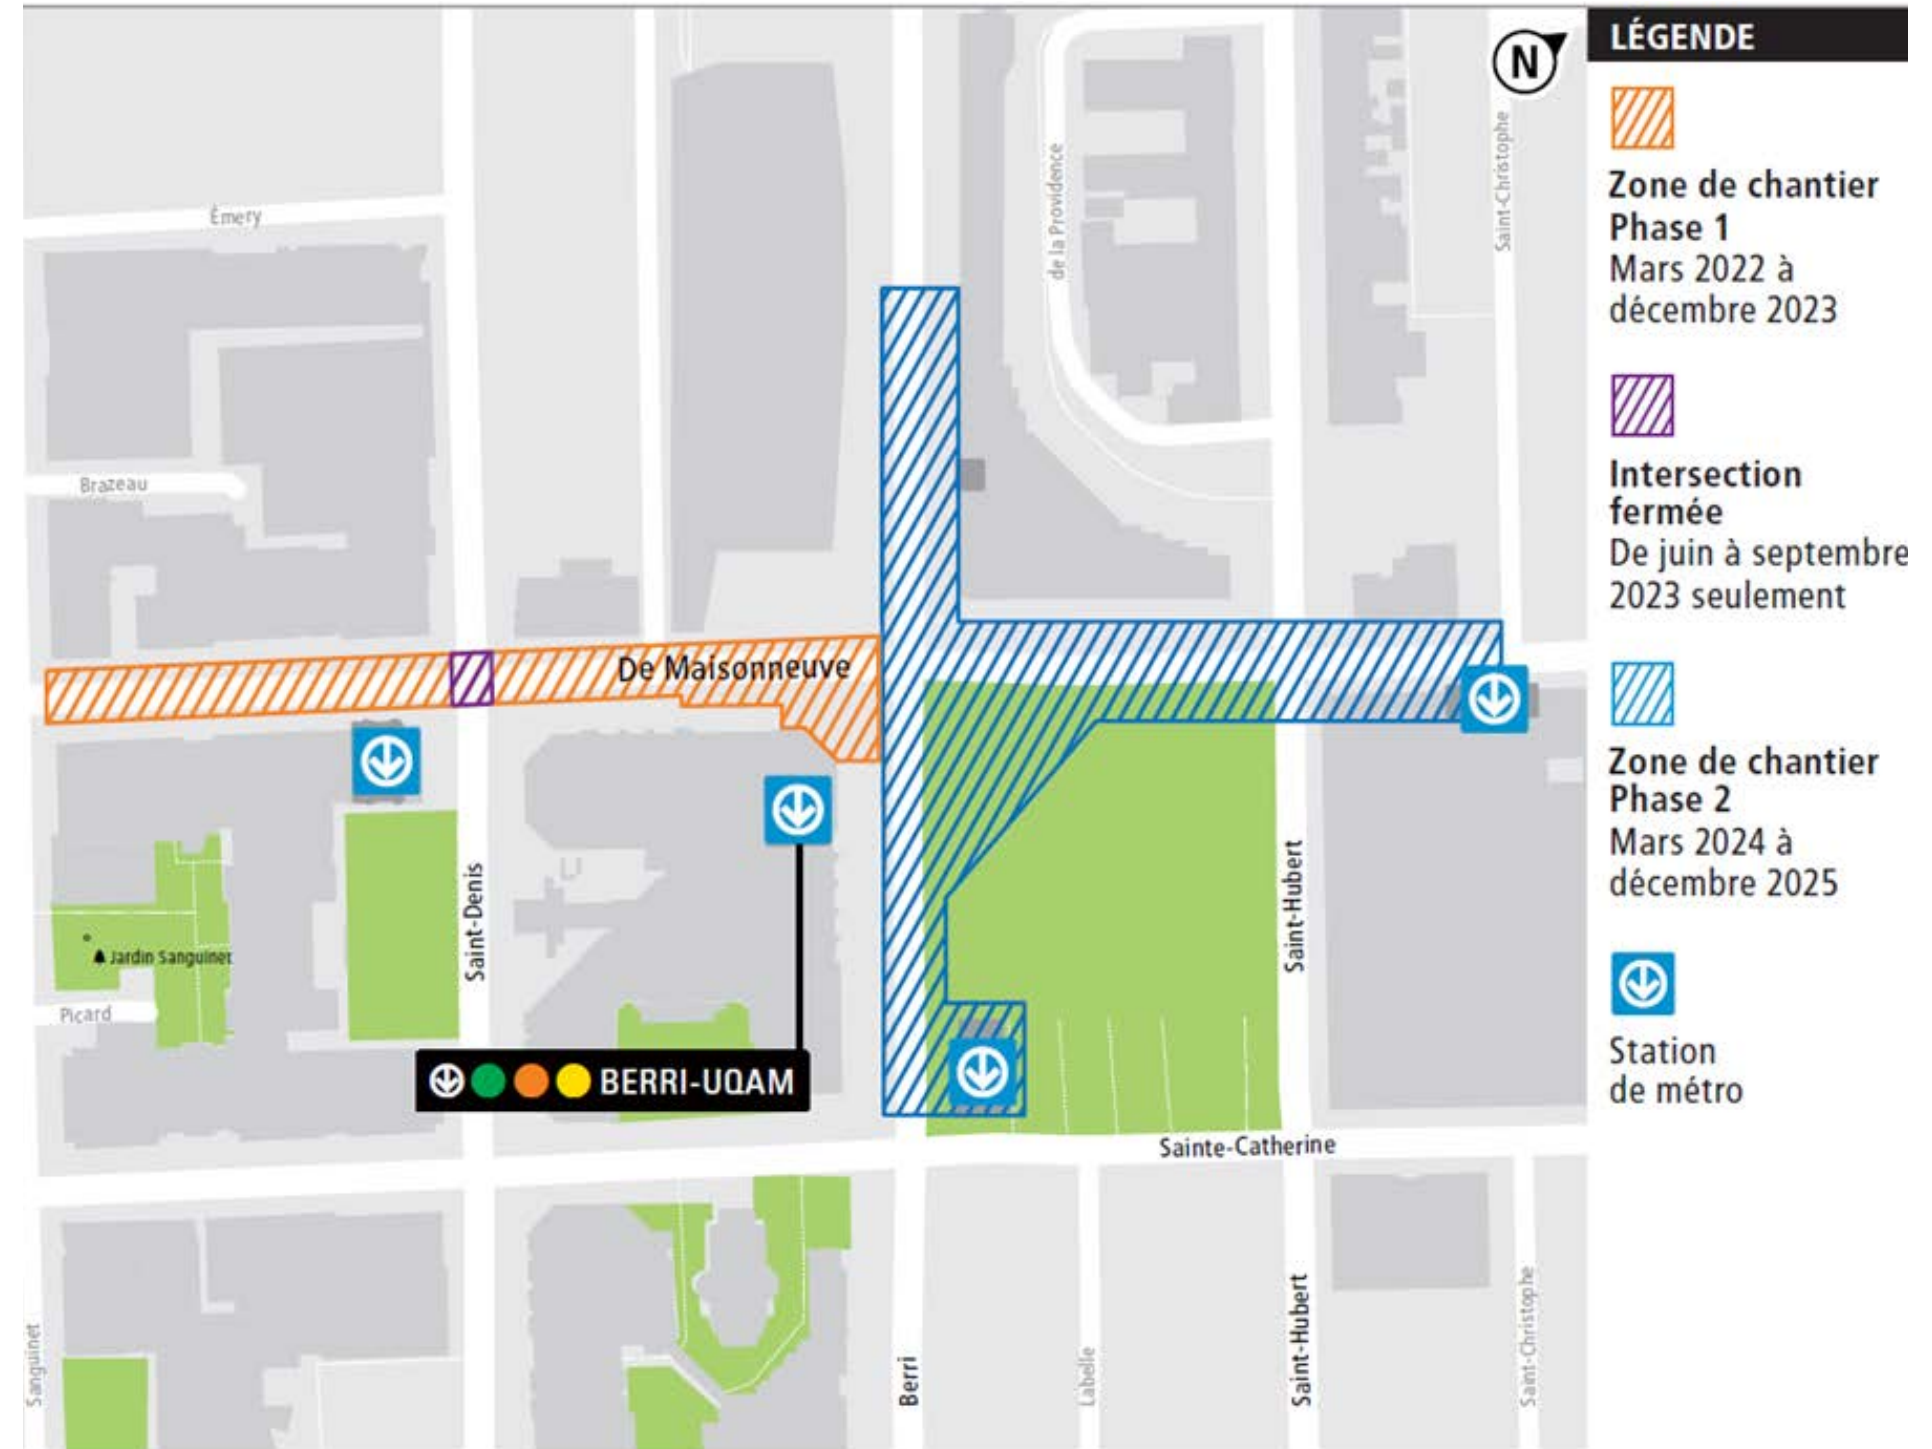 N
Émery
de la Providence
Saint-Christophe
Brazeau
De Maisonneuve
Saint-Denis
Saint-Hubert
Jardin Sanguinet
Picard
BERRI-UQAM
Sainte-Catherine
Sanguinet
Berri
Labelle
Saint-Hubert
Saint-Christophe
LÉGENDE
Zone de chantier
Phase 1
Mars 2022 à
décembre 2023
Intersection
fermée
De juin à septembre
2023 seulement
Zone de chantier
Phase 2
Mars 2024 à
décembre 2025
Station
de métro